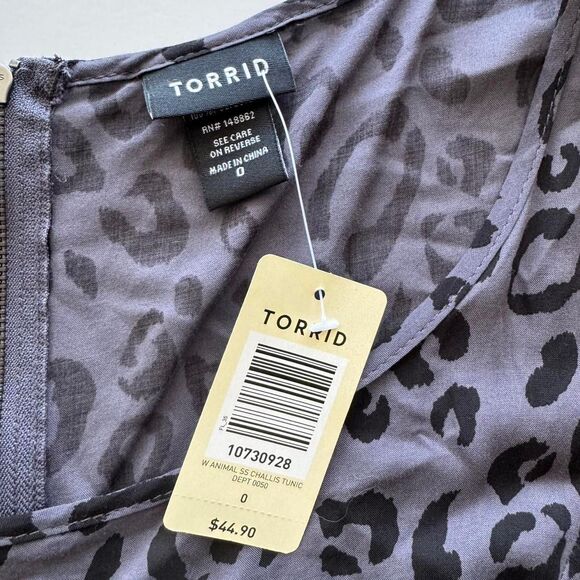 TORRID
RN# 148862
SEE CARE
ON REVERSE
MADE IN CHINA
0
TORRID
FL_38
10730928
W ANIMAL SS CHALLIS TUNIC
DEPT 0050
0
$44.90